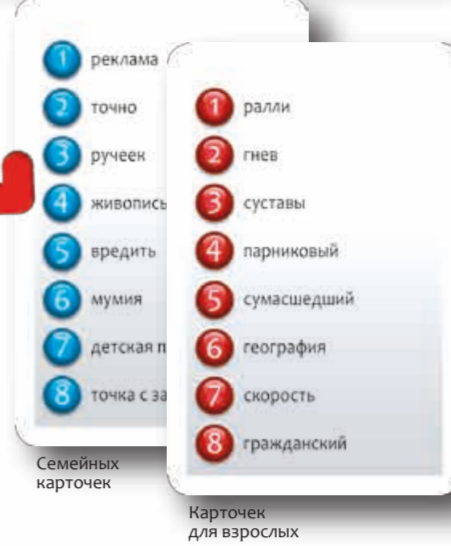 1 реклама
2 точно
3 ручеек
4 живопись
5 вредить
6 мумия
7 детская п
8 точка с за
Семейных
карточек
1 ралли
2 гнев
3 суставы
4 парниковый
5 сумасшедший
6 география
7 скорость
8 гражданский
Карточек
для взрослых